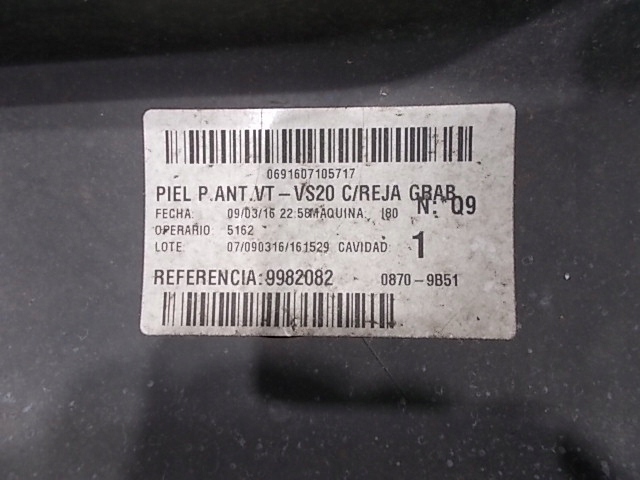 0691607105717
PIEL P.ANT.VT-VS20 C/REJA GRAB
FECHA: 09/03/16 22:58 MAQUINA: 180 N:* Q9
OPERARIO 5162
LOTE 07/090316/161529 CAVIDAD: 1
REFERENCIA:9982082 0870-9B51